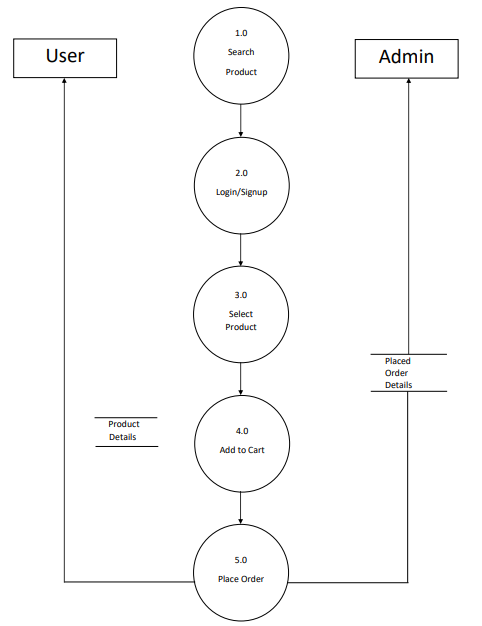 User
1.0
Search
Product
Admin
2.0
Login/Signup
3.0
Select
Product
Placed
Order
Details
Product
Details
4.0
Add to Cart
5.0
Place Order